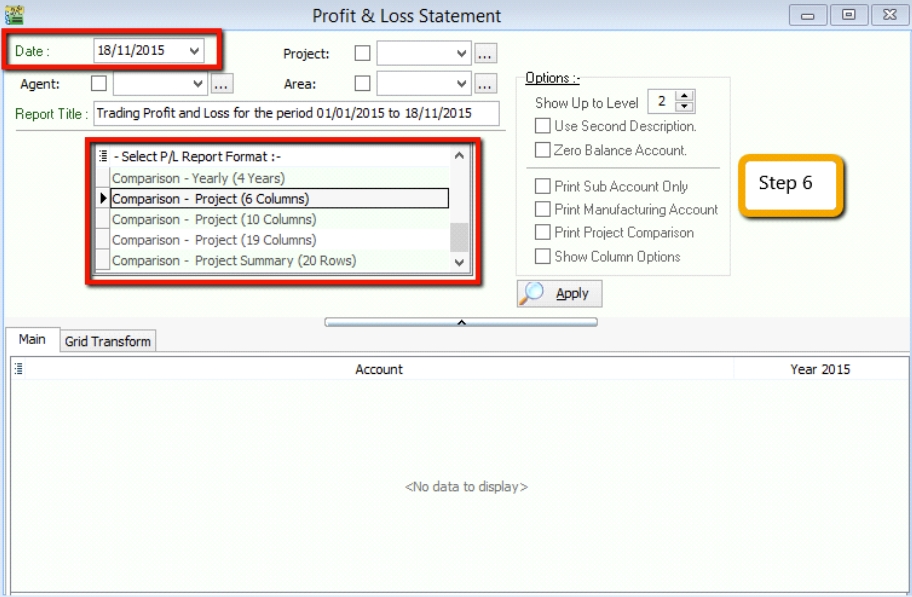 Profit & Loss Statement
Date :
18/11/2015
Project:
...
Agent:
...
Area:
...
Report Title :
Trading Profit and Loss for the period 01/01/2015 to 18/11/2015
- Select P/L Report Format :-
Comparison - Yearly (4 Years)
Comparison - Project (6 Columns)
Comparison - Project (10 Columns)
Comparison - Project (19 Columns)
Comparison - Project Summary (20 Rows)
Options :-
Show Up to Level 2
Use Second Description.
Zero Balance Account.
Print Sub Account Only
Print Manufacturing Account
Print Project Comparison
Show Column Options
Apply
Step 6
Main
Grid Transform
Account
Year 2015
<No data to display>